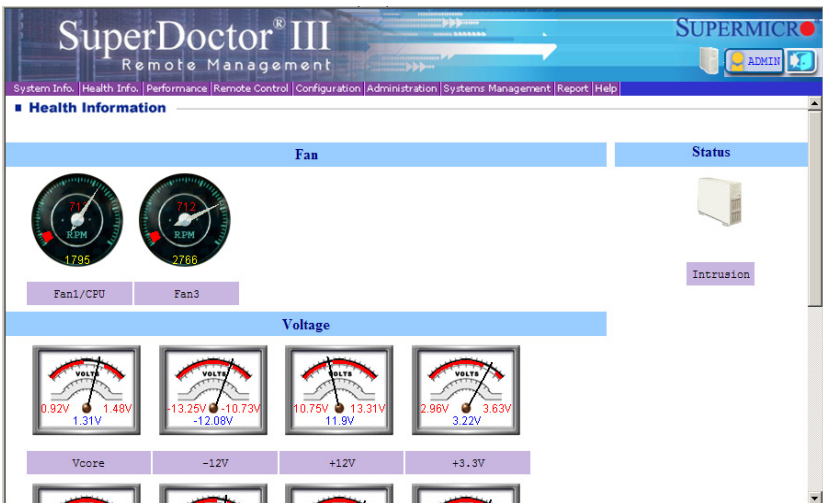 SuperDoctor® III
Remote Management
SUPERMICRO
ADMIN
System Info. Health Info. Performance Remote Control Configuration Administration Systems Management Report Help
Health Information
Fan Status
712 712
RPM RPM
1795 2766
Intrusion
Fan1/CPU Fan3
Voltage
VOLTS VOLTS VOLTS VOLTS
0.92V 1.48V -13.25V -10.73V 10.75V 13.31V 2.96V 3.63V
1.31V -12.08V 11.9V 3.22V
Vcore -12V +12V +3.3V